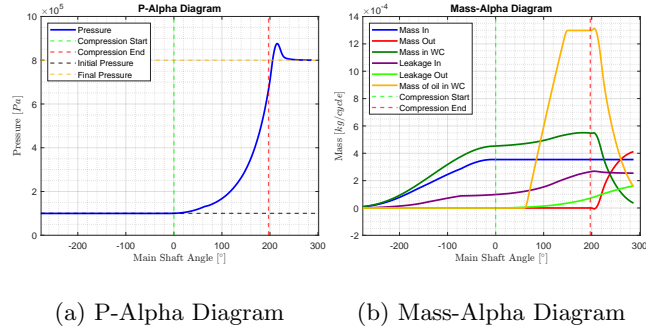 P-Alpha Diagram
×10^5
10
8
6
4
2
0
-200
-100
0
100
200
300
Pressure [Pa]
Main Shaft Angle [°]
Pressure
Compression Start
Compression End
Initial Pressure
Final Pressure
(a) P-Alpha Diagram
Mass-Alpha Diagram
14 ×10^-4
12
10
8
6
4
2
0
-2
-200
-100
0
100
200
300
Mass [kg/cycle]
Main Shaft Angle [°]
Mass In
Mass Out
Mass in WC
Leakage In
Leakage Out
Mass of oil in WC
Compression Start
Compression End
(b) Mass-Alpha Diagram